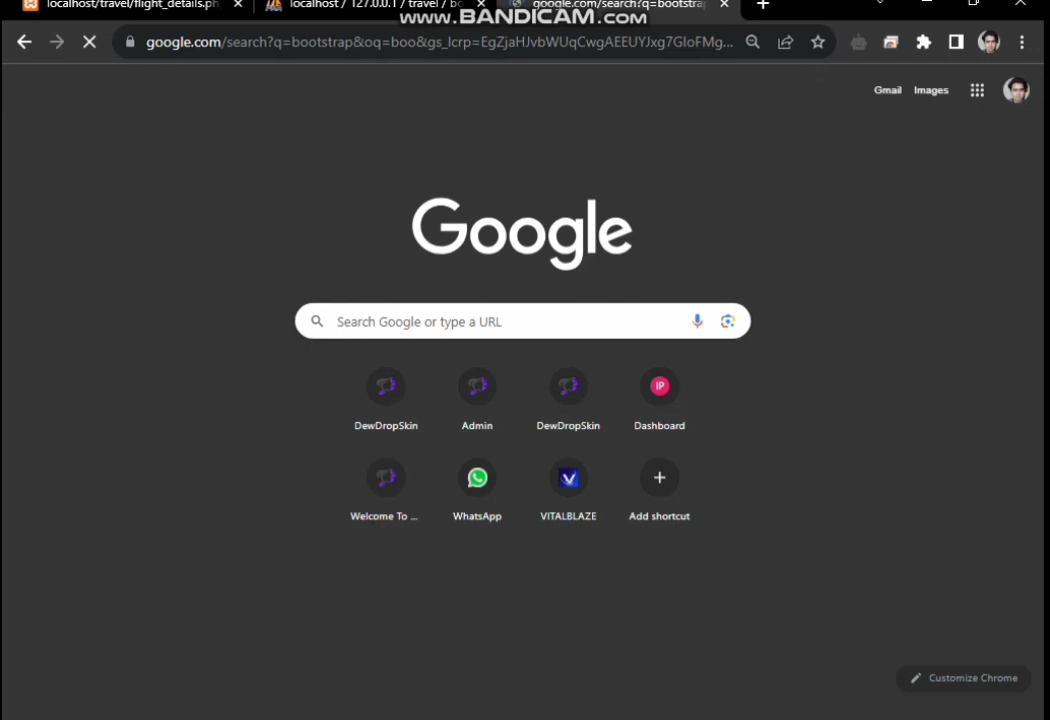 localhost/travel/flight_details.ph
localhost / 127.0.0.1 / travel / bo
google.com/search?q=bootstrap
www.BANDICAM.com
google.com/search?q=bootstrap&oq=boo&gs_lcrp=EgZjaHJvbWUqCwgAEEUYJxg7GIoFMg...
Gmail
Images
Google
Search Google or type a URL
IP
DewDropSkin
Admin
DewDropSkin
Dashboard
Welcome To ...
WhatsApp
VITALBLAZE
Add shortcut
Customize Chrome